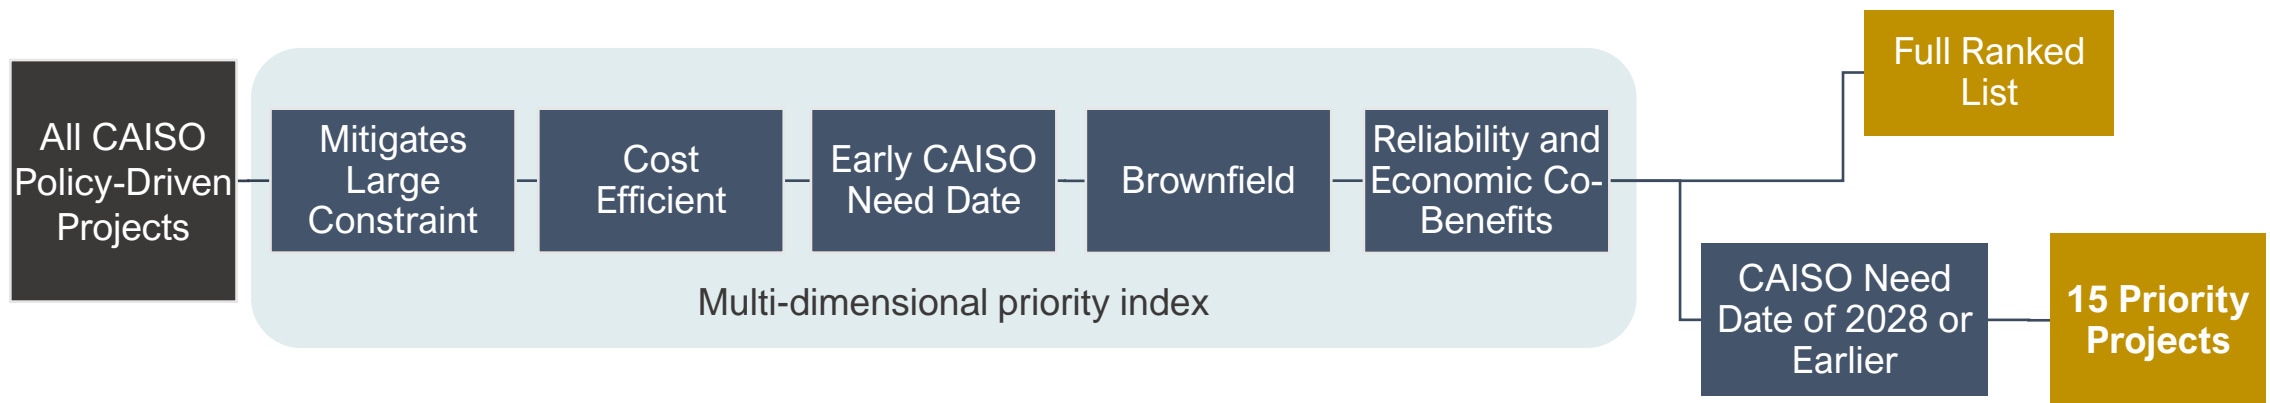 All CAISO
Policy-Driven
Projects
Mitigates
Large
Constraint
Cost
Efficient
Early CAISO
Need Date
Brownfield
Reliability and
Economic Co-
Benefits
Multi-dimensional priority index
Full Ranked
List
CAISO Need
Date of 2028 or
Earlier
15 Priority
Projects